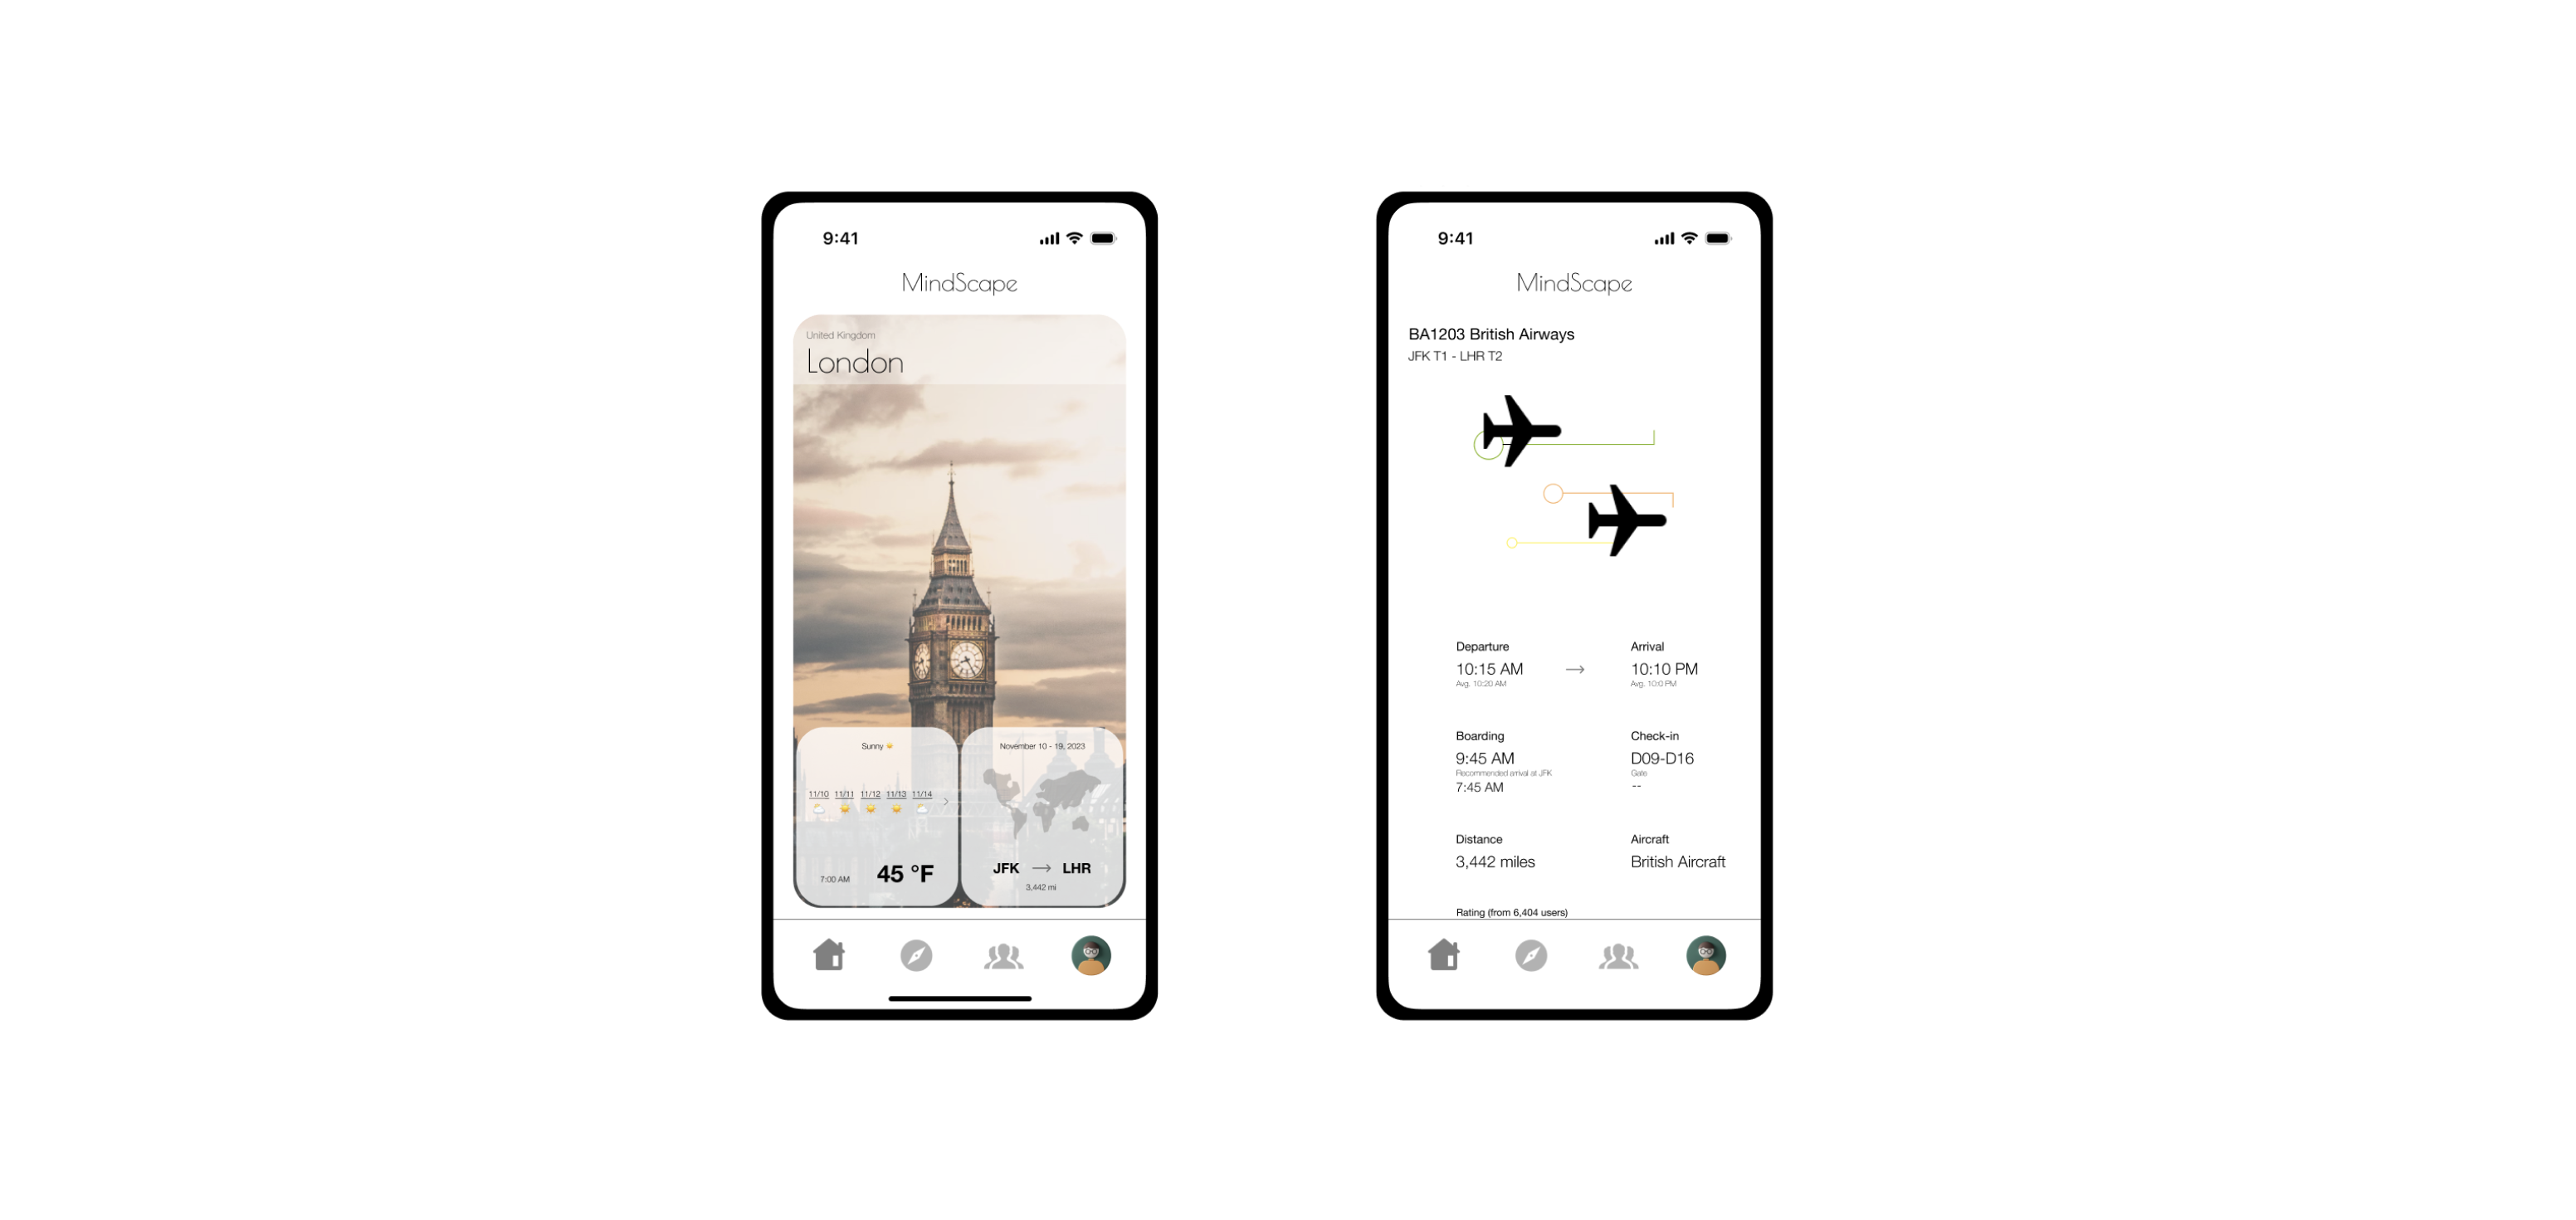 9:41
MindScape
United Kingdom
London
Sunny
11/10 11/11 11/12 11/13 11/14
7:00 AM
45 °F
November 10 - 19, 2023
JFK → LHR
3,442 mi
9:41
MindScape
BA1203 British Airways
JFK T1 - LHR T2
Departure
10:15 AM
Avg. 10:20 AM
→
Arrival
10:10 PM
Avg. 10:0 PM
Boarding
9:45 AM
Recommended arrival at JFK
7:45 AM
Check-in
D09-D16
Gate
--
Distance
3,442 miles
Aircraft
British Aircraft
Rating (from 6,404 users)